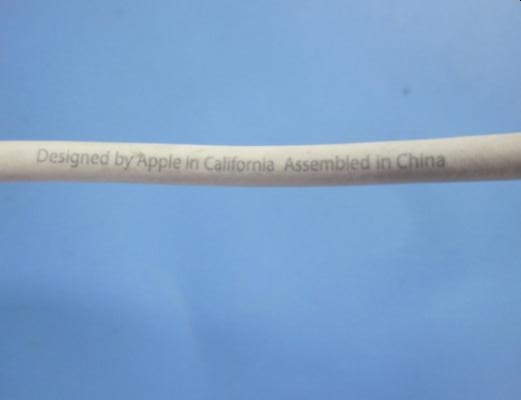 Designed by Apple in California Assembled in China